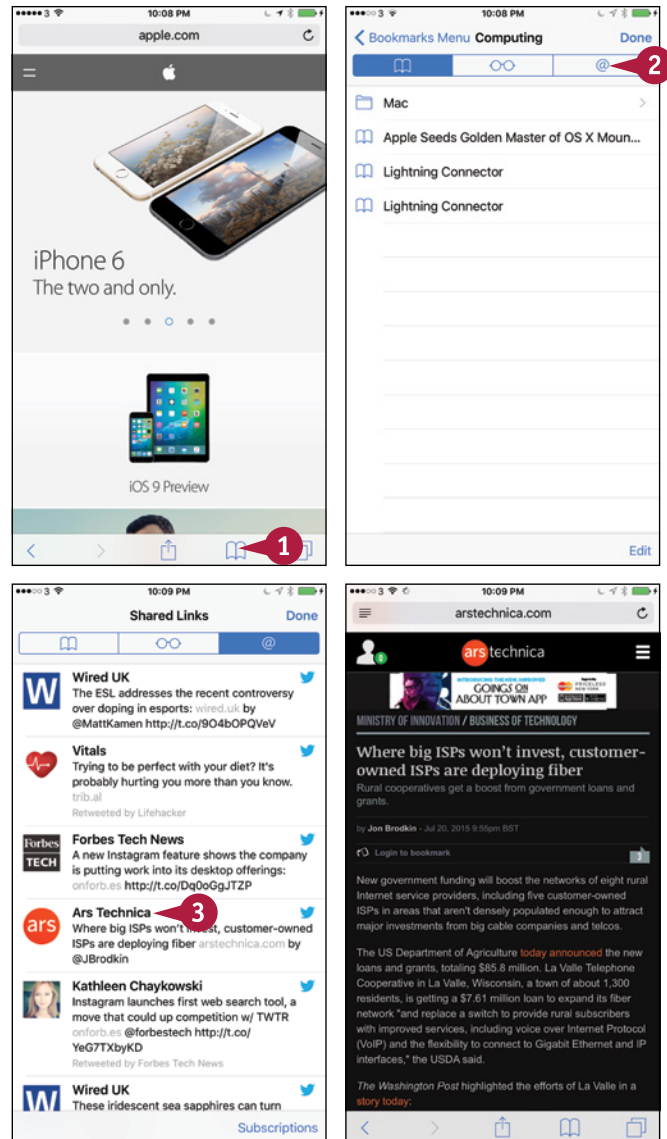 3 10:08 PM
apple.com
iPhone 6
The two and only.
iOS 9 Preview
1
3 10:08 PM
Bookmarks Menu Computing Done
@
2
Mac
Apple Seeds Golden Master of OS X Moun...
Lightning Connector
Lightning Connector
Edit
3 10:09 PM
Shared Links Done
@
W
Wired UK
The ESL addresses the recent controversy
over doping in esports: wired.uk by
@MattKamen http://t.co/9O4bOPQVeV
Vitals
Trying to be perfect with your diet? It's
probably hurting you more than you know.
trib.al
Retweeted by Lifehacker
Forbes
TECH
Forbes Tech News
A new Instagram feature shows the company
is putting work into its desktop offerings:
onforb.es http://t.co/Dq0oGgJTZP
ars
Ars Technica
3
Where big ISPs won't invest, customer-owned
ISPs are deploying fiber arstechnica.com by
@JBrodkin
Kathleen Chaykowski
Instagram launches first web search tool, a
move that could up competition w/ TWTR
onforb.es @forbestech http://t.co/
YeG7TXbyKD
Retweeted by Forbes Tech News
W
Wired UK
These iridescent sea sapphires can turn
Subscriptions
3 10:09 PM
arstechnica.com
ars technica
INTRODUCING THE NEW, IMPROVED
GOINGS ON
ABOUT TOWN APP
PRICELESS
NEW YORK
MINISTRY OF INNOVATION / BUSINESS OF TECHNOLOGY
Where big ISPs won't invest, customer-
owned ISPs are deploying fiber
Rural cooperatives get a boost from government loans and
grants.
by Jon Brodkin - Jul 20, 2015 9:55pm BST
Login to bookmark
3
New government funding will boost the networks of eight rural
Internet service providers, including five customer-owned
ISPs in areas that aren't densely populated enough to attract
major investments from big cable companies and telcos.
The US Department of Agriculture today announced the new
loans and grants, totaling $85.8 million. La Valle Telephone
Cooperative in La Valle, Wisconsin, a town of about 1,300
residents, is getting a $7.61 million loan to expand its fiber
network "and replace a switch to provide rural subscribers
with improved services, including voice over Internet Protocol
(VoIP) and the flexibility to connect to Gigabit Ethernet and IP
interfaces," the USDA said.
The Washington Post highlighted the efforts of La Valle in a
story today: